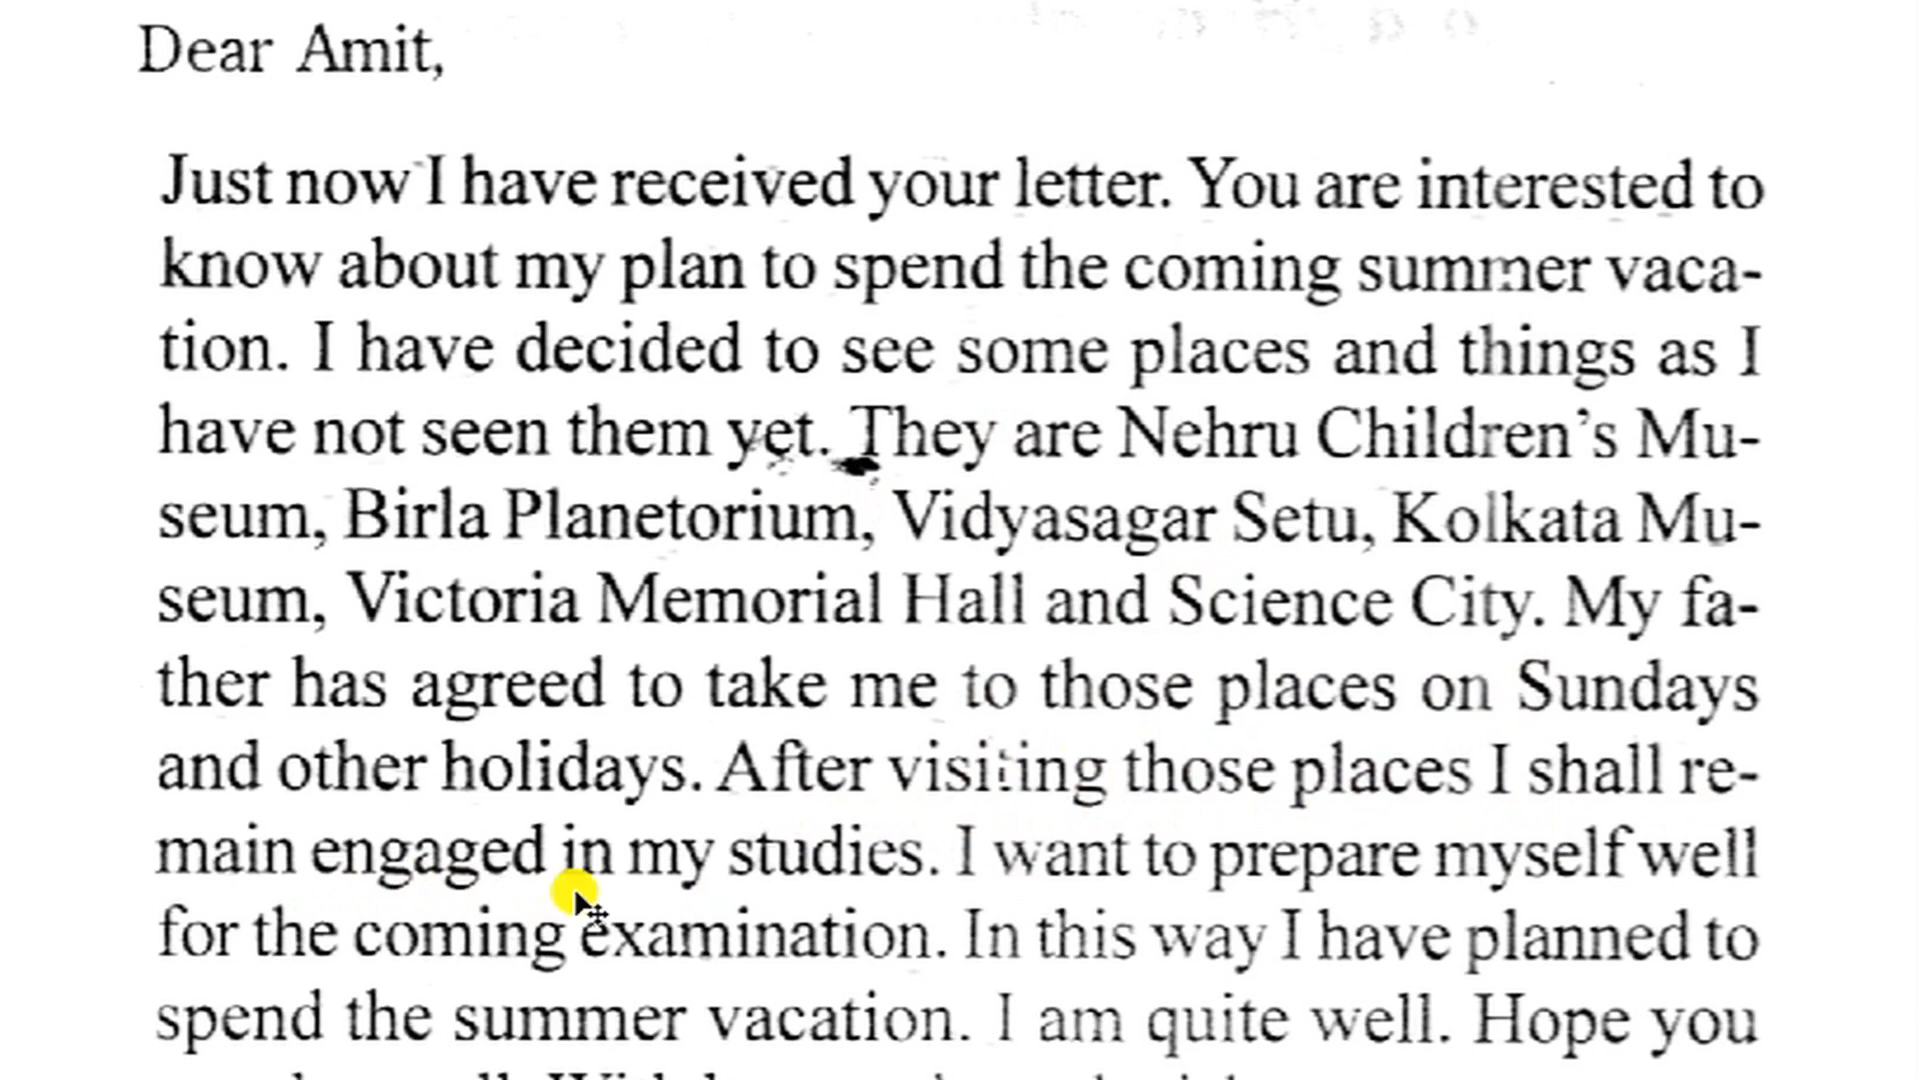 Dear Amit,
Just now I have received your letter. You are interested to
know about my plan to spend the coming summer vaca-
tion. I have decided to see some places and things as I
have not seen them yet. They are Nehru Children's Mu-
seum, Birla Planetorium, Vidyasagar Setu, Kolkata Mu-
seum, Victoria Memorial Hall and Science City. My fa-
ther has agreed to take me to those places on Sundays
and other holidays. After visiting those places I shall re-
main engaged in my studies. I want to prepare myself well
for the coming examination. In this way I have planned to
spend the summer vacation. I am quite well. Hope you